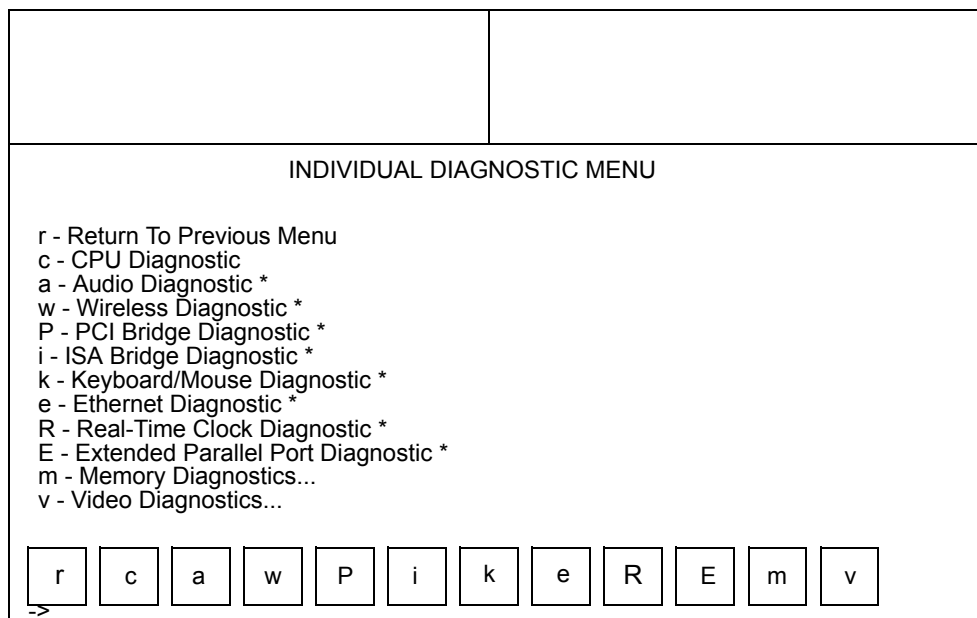 INDIVIDUAL DIAGNOSTIC MENU
r - Return To Previous Menu
c - CPU Diagnostic
a - Audio Diagnostic *
w - Wireless Diagnostic *
P - PCI Bridge Diagnostic *
i - ISA Bridge Diagnostic *
k - Keyboard/Mouse Diagnostic *
e - Ethernet Diagnostic *
R - Real-Time Clock Diagnostic *
E - Extended Parallel Port Diagnostic *
m - Memory Diagnostics...
v - Video Diagnostics...
r c a w P i k e R E m v
->